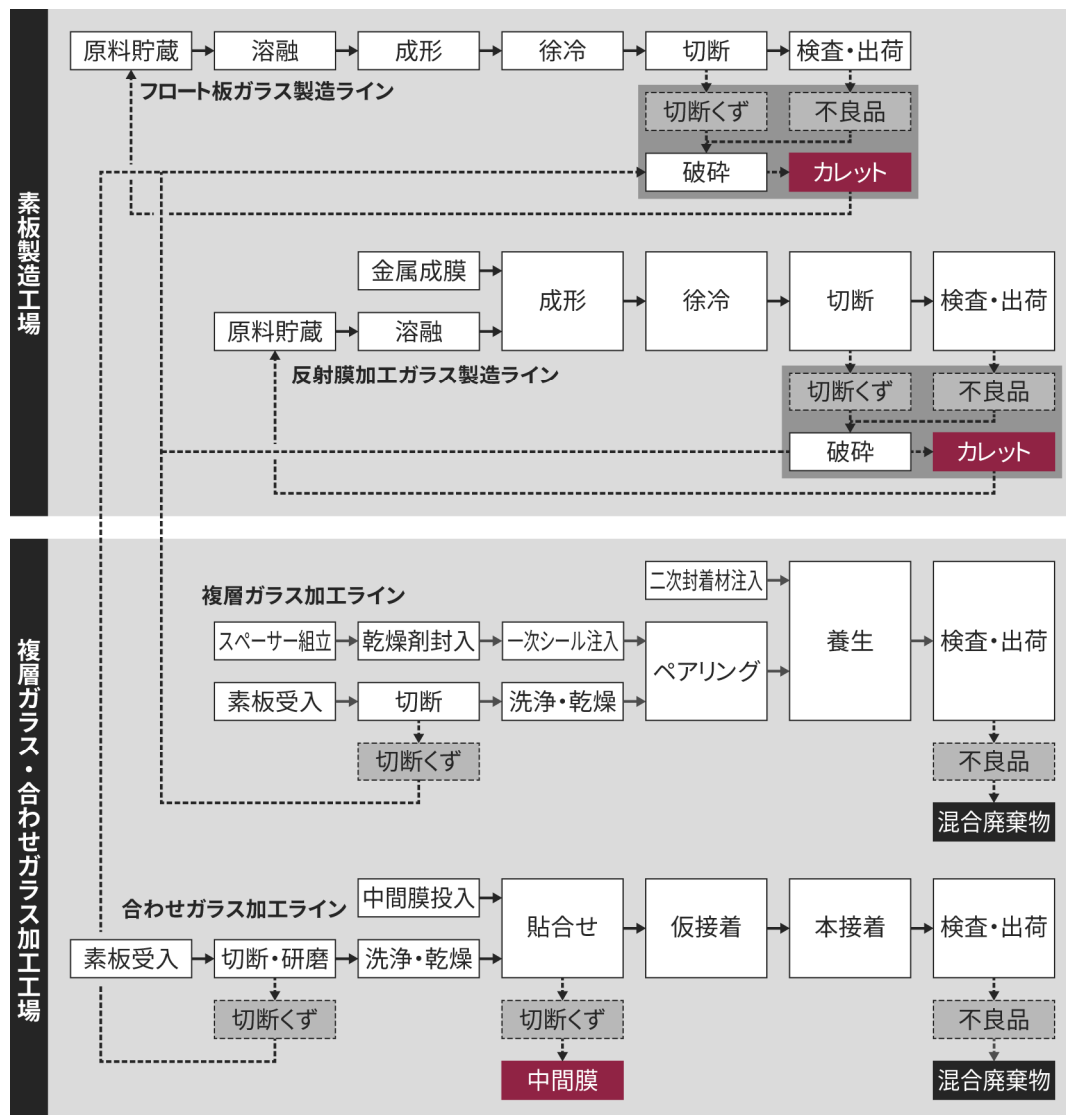 素板製造工場
原料貯蔵
溶融
成形
徐冷
切断
検査・出荷
フロート板ガラス製造ライン
切断くず
不良品
破砕
カレット
金属成膜
原料貯蔵
溶融
成形
徐冷
切断
検査・出荷
反射膜加工ガラス製造ライン
切断くず
不良品
破砕
カレット
複層ガラス・合わせガラス加工工場
複層ガラス加工ライン
二次封着材注入
スペーサー組立
乾燥剤封入
一次シール注入
ペアリング
養生
検査・出荷
素板受入
切断
洗浄・乾燥
切断くず
不良品
混合廃棄物
合わせガラス加工ライン
中間膜投入
素板受入
切断・研磨
洗浄・乾燥
貼合せ
仮接着
本接着
検査・出荷
切断くず
切断くず
不良品
中間膜
混合廃棄物